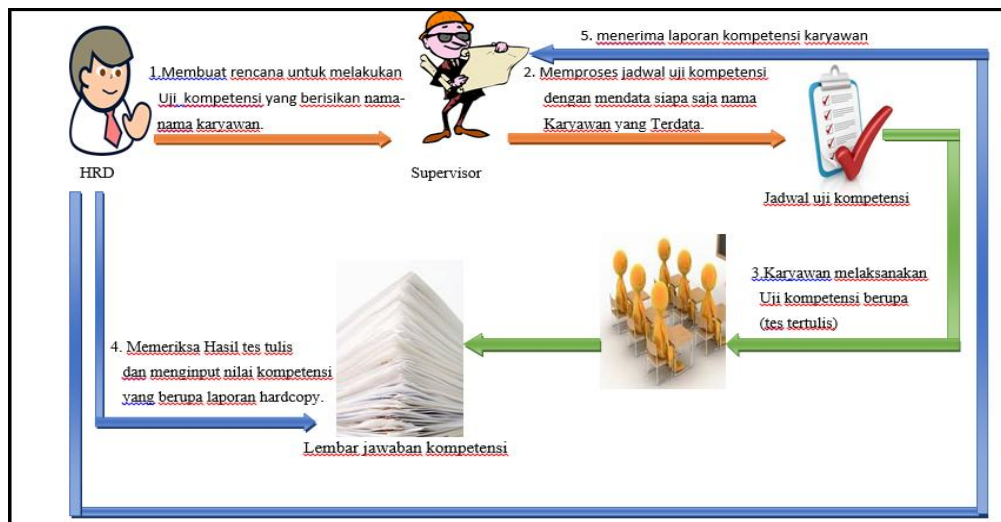 5. menerima laporan kompetensi karyawan
1.Membuat rencana untuk melakukan
Uji kompetensi yang berisikan nama-
nama karyawan.
2. Memproses jadwal uji kompetensi
dengan mendata siapa saja nama
Karyawan yang Terdata.
HRD
Supervisor
Jadwal uji kompetensi
3.Karyawan melaksanakan
Uji kompetensi berupa
(tes tertulis)
4. Memeriksa Hasil tes tulis
dan menginput nilai kompetensi
yang berupa laporan hardcopy.
Lembar jawaban kompetensi